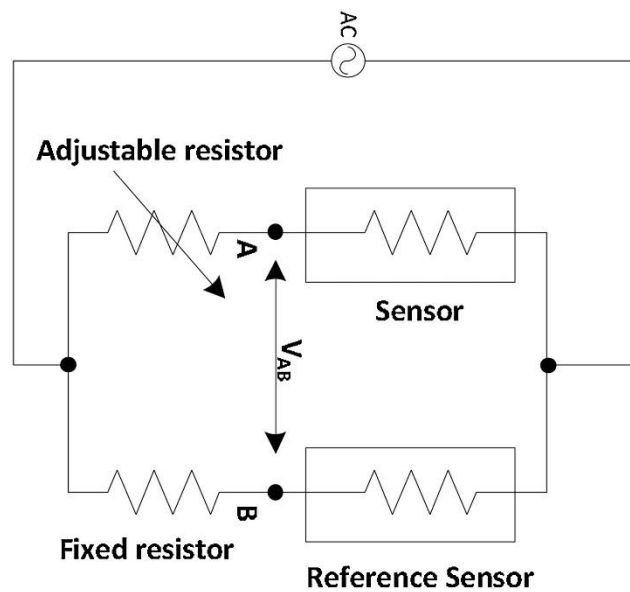 AC
Adjustable resistor
A
Sensor
VAB
B
Fixed resistor
Reference Sensor